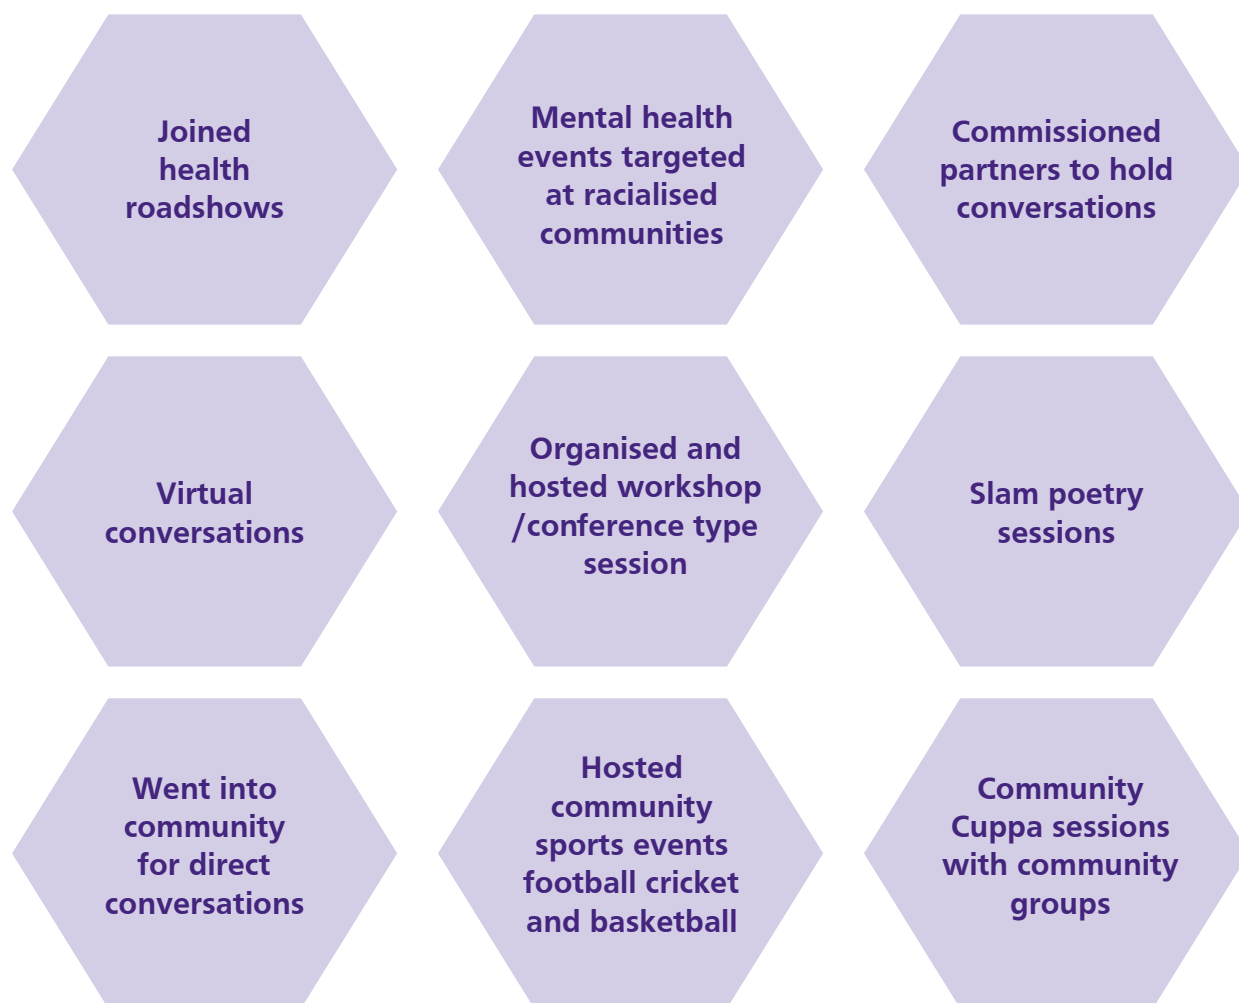 Joined
health
roadshows
Mental health
events targeted
at racialised
communities
Commissioned
partners to hold
conversations
Virtual
conversations
Organised and
hosted workshop
/conference type
session
Slam poetry
sessions
Went into
community
for direct
conversations
Hosted
community
sports events
football cricket
and basketball
Community
Cuppa sessions
with community
groups